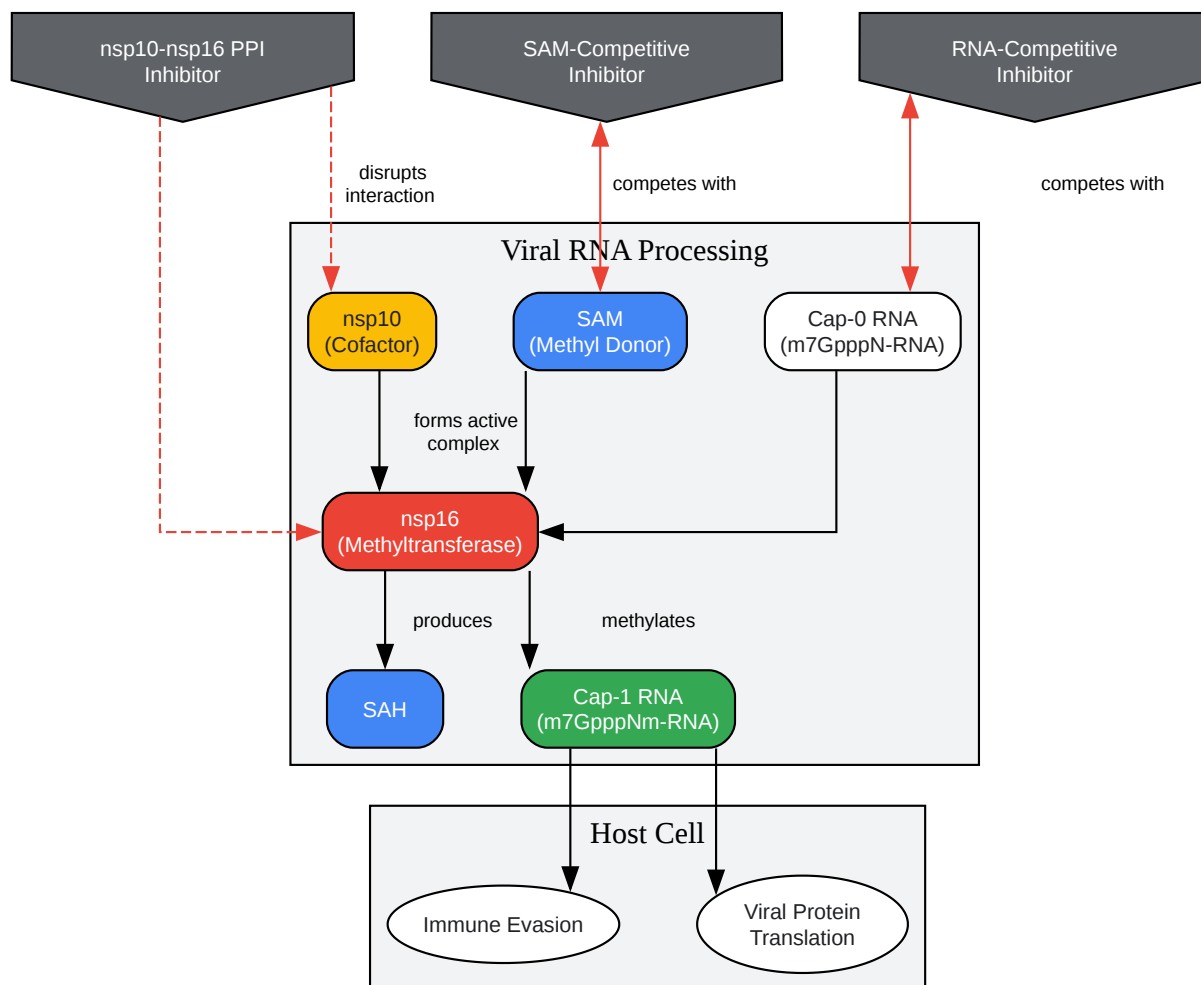 nsp10-nsp16 PPI
Inhibitor
SAM-Competitive
Inhibitor
RNA-Competitive
Inhibitor
disrupts
interaction
competes with
competes with
Viral RNA Processing
nsp10
(Cofactor)
SAM
(Methyl Donor)
Cap-0 RNA
(m7GpppN-RNA)
forms active
complex
nsp16
(Methyltransferase)
produces
methylates
SAH
Cap-1 RNA
(m7GpppNm-RNA)
Host Cell
Immune Evasion
Viral Protein
Translation